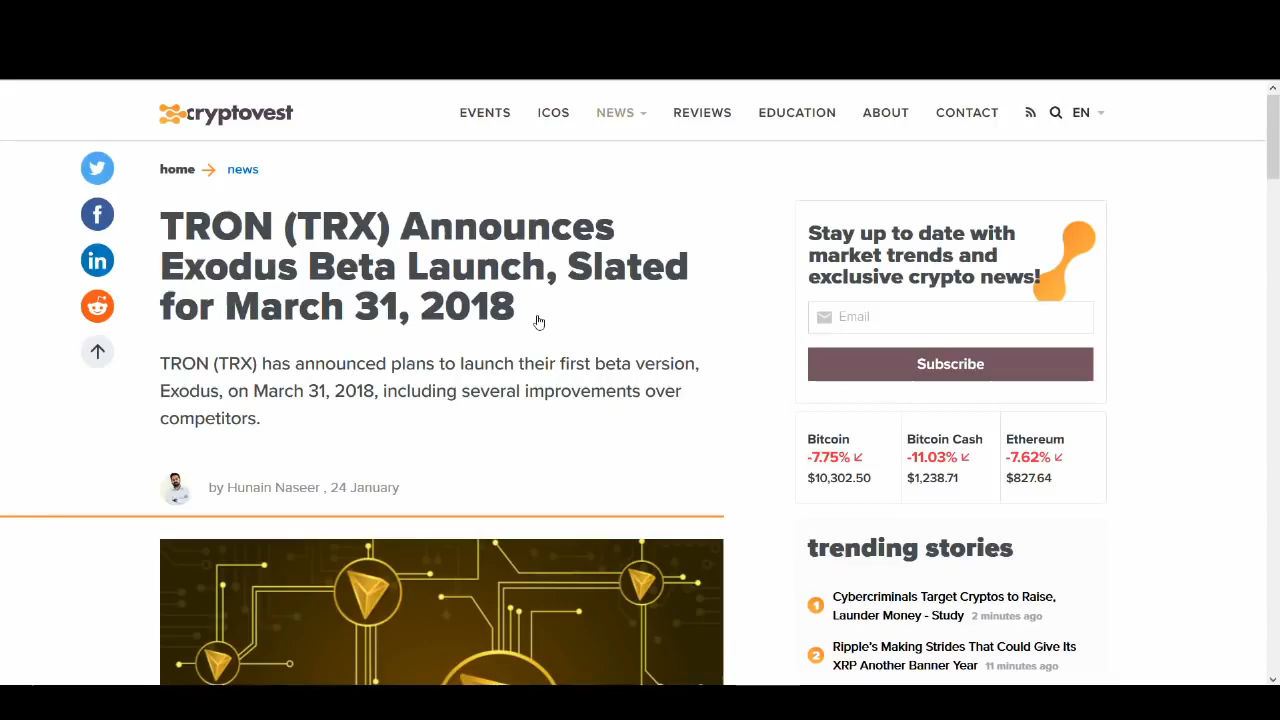 cryptovest
EVENTS ICOS NEWS REVIEWS EDUCATION ABOUT CONTACT EN
home news
TRON (TRX) Announces
Exodus Beta Launch, Slated
for March 31, 2018
TRON (TRX) has announced plans to launch their first beta version,
Exodus, on March 31, 2018, including several improvements over
competitors.
by Hunain Naseer , 24 January
Stay up to date with
market trends and
exclusive crypto news!
Email
Subscribe
Bitcoin Bitcoin Cash Ethereum
-7.75% -11.03% -7.62%
$10,302.50 $1,238.71 $827.64
trending stories
1 Cybercriminals Target Cryptos to Raise,
Launder Money - Study 2 minutes ago
2 Ripple's Making Strides That Could Give Its
XRP Another Banner Year 11 minutes ago